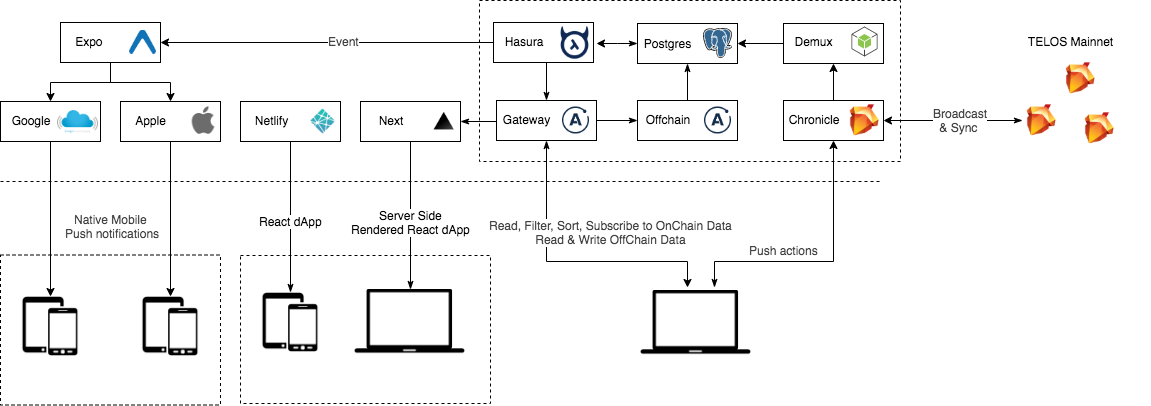 Expo
Event
Hasura
Postgres
Demux
TELOS Mainnet
Google
Apple
Netlify
Next
Gateway
Offchain
Chronicle
Broadcast
& Sync
Native Mobile
Push notifications
React dApp
Server Side
Rendered React dApp
Read, Filter, Sort, Subscribe to OnChain Data
Read & Write OffChain Data
Push actions